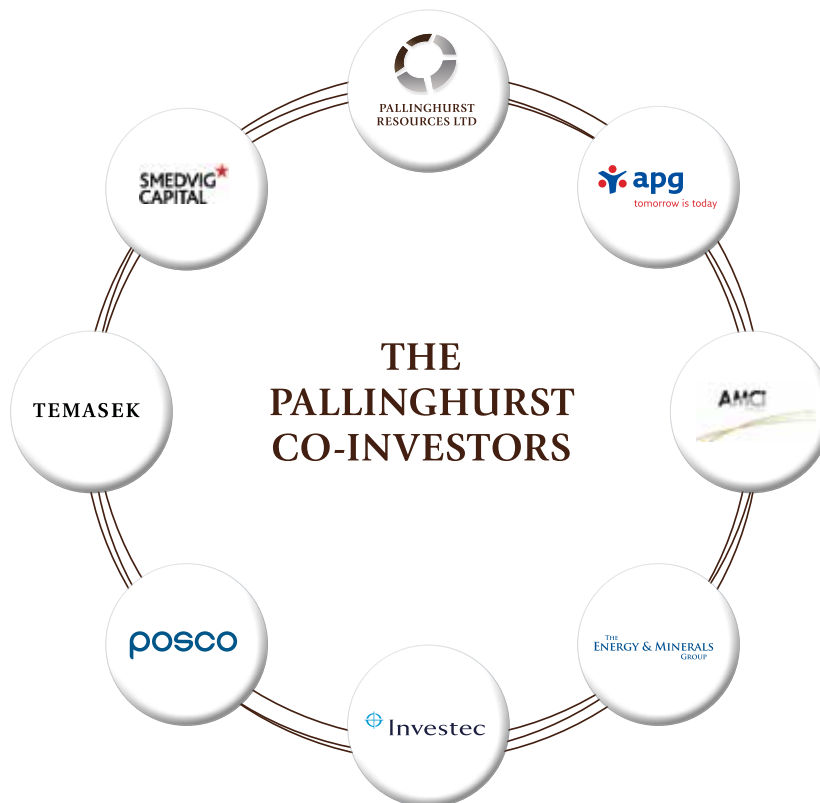 PALLINGHURST
RESOURCES LTD
SMEDVIG
CAPITAL
apg
tomorrow is today
THE
PALLINGHURST
CO-INVESTORS
TEMASEK
AMCI
posco
THE
ENERGY & MINERALS
GROUP
Investec